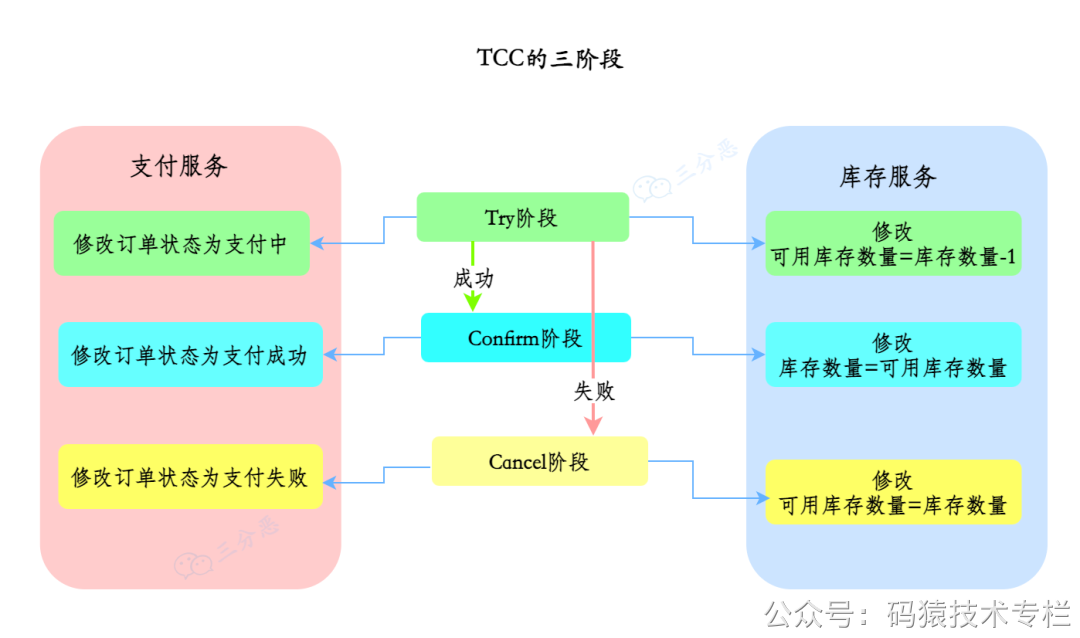 TCC的三阶段
支付服务
库存服务
三分恶
Try阶段
修改订单状态为支付中
修改
可用库存数量=库存数量-1
成功
Confirm阶段
修改订单状态为支付成功
修改
库存数量=可用库存数量
失败
Cancel阶段
修改订单状态为支付失败
修改
可用库存数量=库存数量
三分恶
公众号：码猿技术专栏